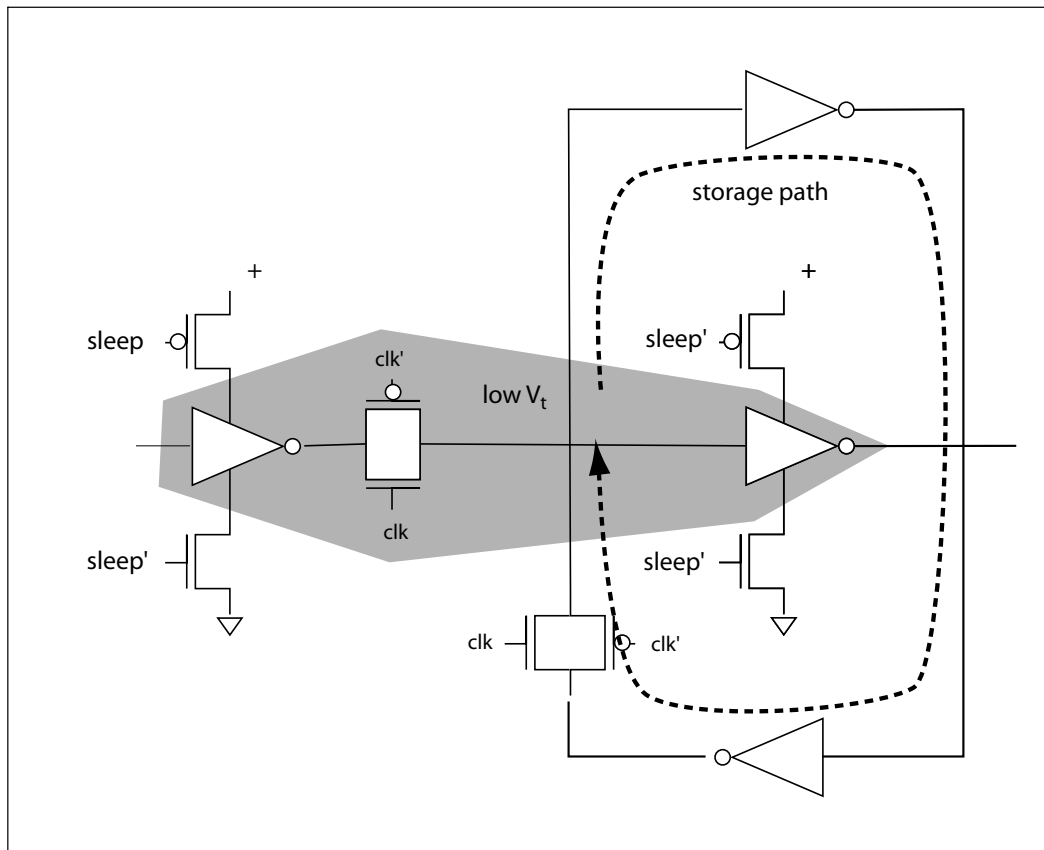 storage path
+
+
sleep
sleep'
clk'
low Vt
clk
sleep'
sleep'
clk
clk'